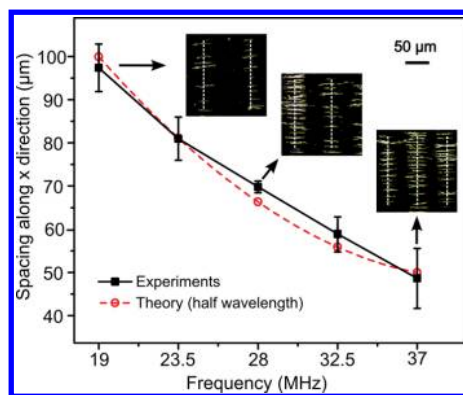 50 µm
Spacing along x direction (µm)
100
90
80
70
60
50
40
Experiments
Theory (half wavelength)
19
23.5
28
32.5
37
Frequency (MHz)